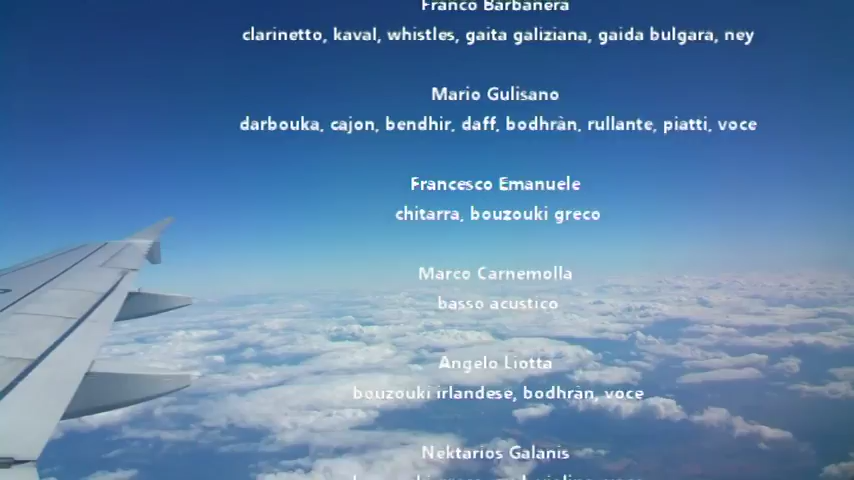 Franco Barbanera
clarinetto, kaval, whistles, gaita galiziana, gaida bulgara, ney
Mario Gulisano
darbouka, cajon, bendhir, daff, bodhràn, rullante, piatti, voce
Francesco Emanuele
chitarra, bouzouki greco
Marco Carnemolla
basso acustico
Angelo Liotta
bouzouki irlandese, bodhràn, voce
Nektarios Galanis